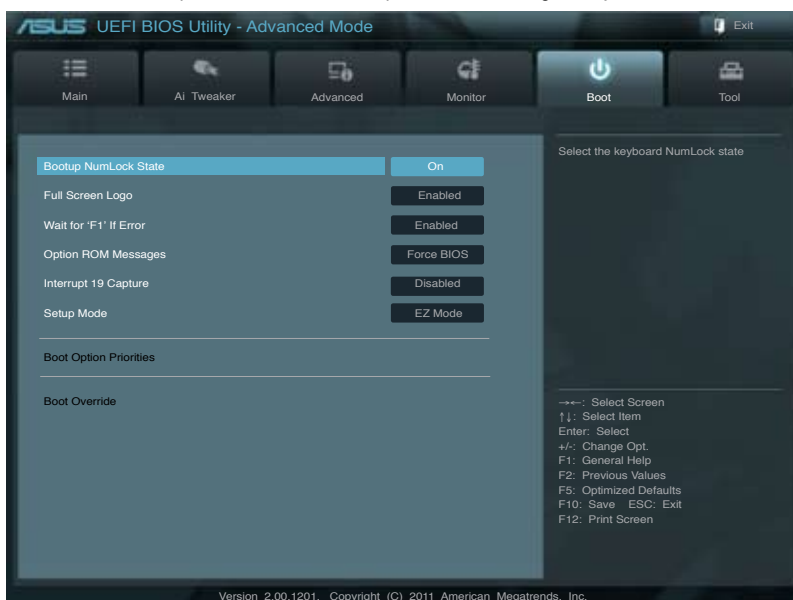 ASUS UEFI BIOS Utility - Advanced Mode
Exit
Main
Ai Tweaker
Advanced
Monitor
Boot
Tool
Bootup NumLock State On
Full Screen Logo Enabled
Wait for ‘F1’ If Error Enabled
Option ROM Messages Force BIOS
Interrupt 19 Capture Disabled
Setup Mode EZ Mode
Boot Option Priorities
Boot Override
Select the keyboard NumLock state
→←: Select Screen
↑↓: Select Item
Enter: Select
+/-: Change Opt.
F1: General Help
F2: Previous Values
F5: Optimized Defaults
F10: Save ESC: Exit
F12: Print Screen
Version 2.00.1201. Copyright (C) 2011 American Megatrends, Inc.